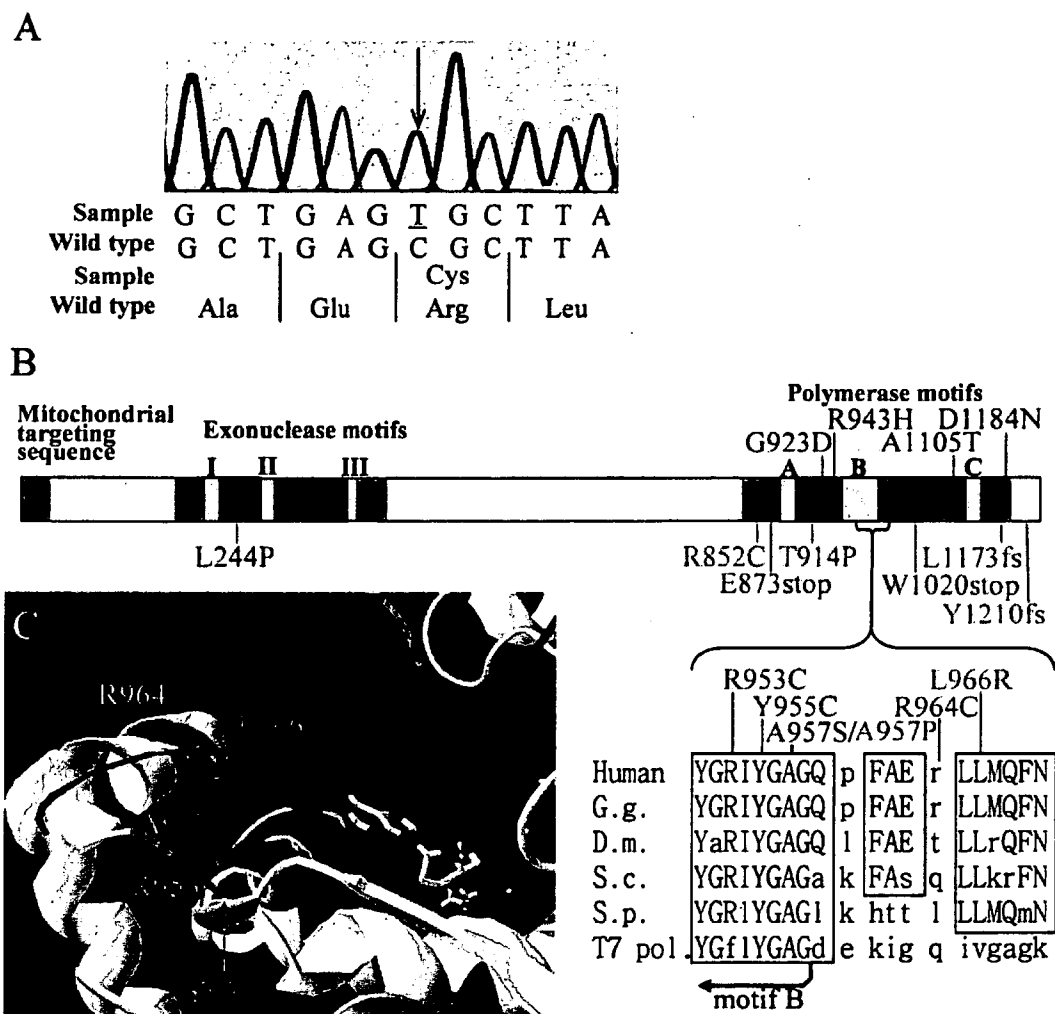 A
Sample G C T G A G T G C T T A
Wild type G C T G A G C G C T T A
Sample Cys
Wild type Ala Glu Arg Leu
B
Mitochondrial
targeting
sequence
Exonuclease motifs
I II III
Polymerase motifs
R943H D1184N
G923D A1105T
A B C
L244P
R852C T914P L1173fs
E873stop W1020stop
Y1210fs
C
R964
R953C L966R
Y955C R964C
A957S/A957P
Human YGRIYGAGQ p FAE r LLMQFN
G.g. YGRIYGAGQ p FAE r LLMQFN
D.m. YaRIYGAGQ l FAE t LLrQFN
S.c. YGRIYGAGa k FAs q LLkrFN
S.p. YGRlYGAGl k htt l LLMQmN
T7 pol. YGflYGAGd e kig q ivgagk
motif B